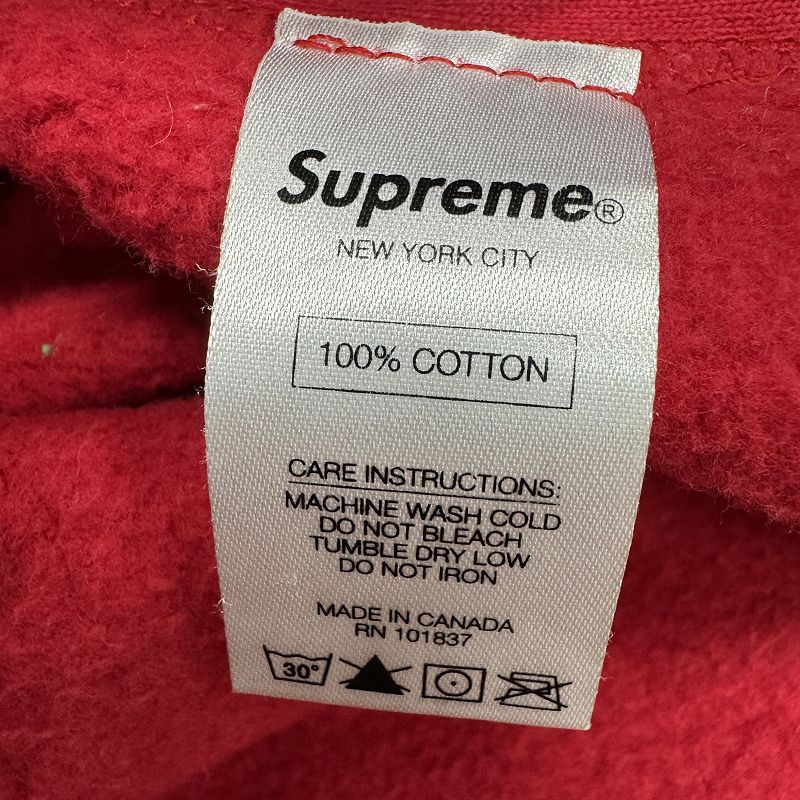 Supreme®
NEW YORK CITY
100% COTTON
CARE INSTRUCTIONS:
MACHINE WASH COLD
DO NOT BLEACH
TUMBLE DRY LOW
DO NOT IRON
MADE IN CANADA
RN 101837
30°